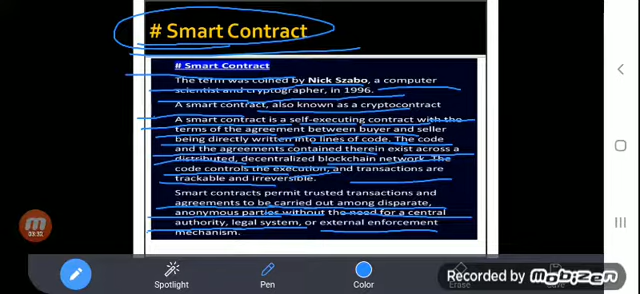 # Smart Contract
# Smart Contract
The term was coined by Nick Szabo, a computer
scientist and cryptographer, in 1996.
A smart contract, also known as a cryptocontract
A smart contract is a self-executing contract with the
terms of the agreement between buyer and seller
being directly written into lines of code. The code
and the agreements contained therein exist across a
distributed, decentralized blockchain network. The
code controls the execution, and transactions are
trackable and irreversible.
Smart contracts permit trusted transactions and
agreements to be carried out among disparate,
anonymous parties without the need for a central
authority, legal system, or external enforcement
mechanism.
Spotlight
Pen
Color
Erase
Recorded by mobizen